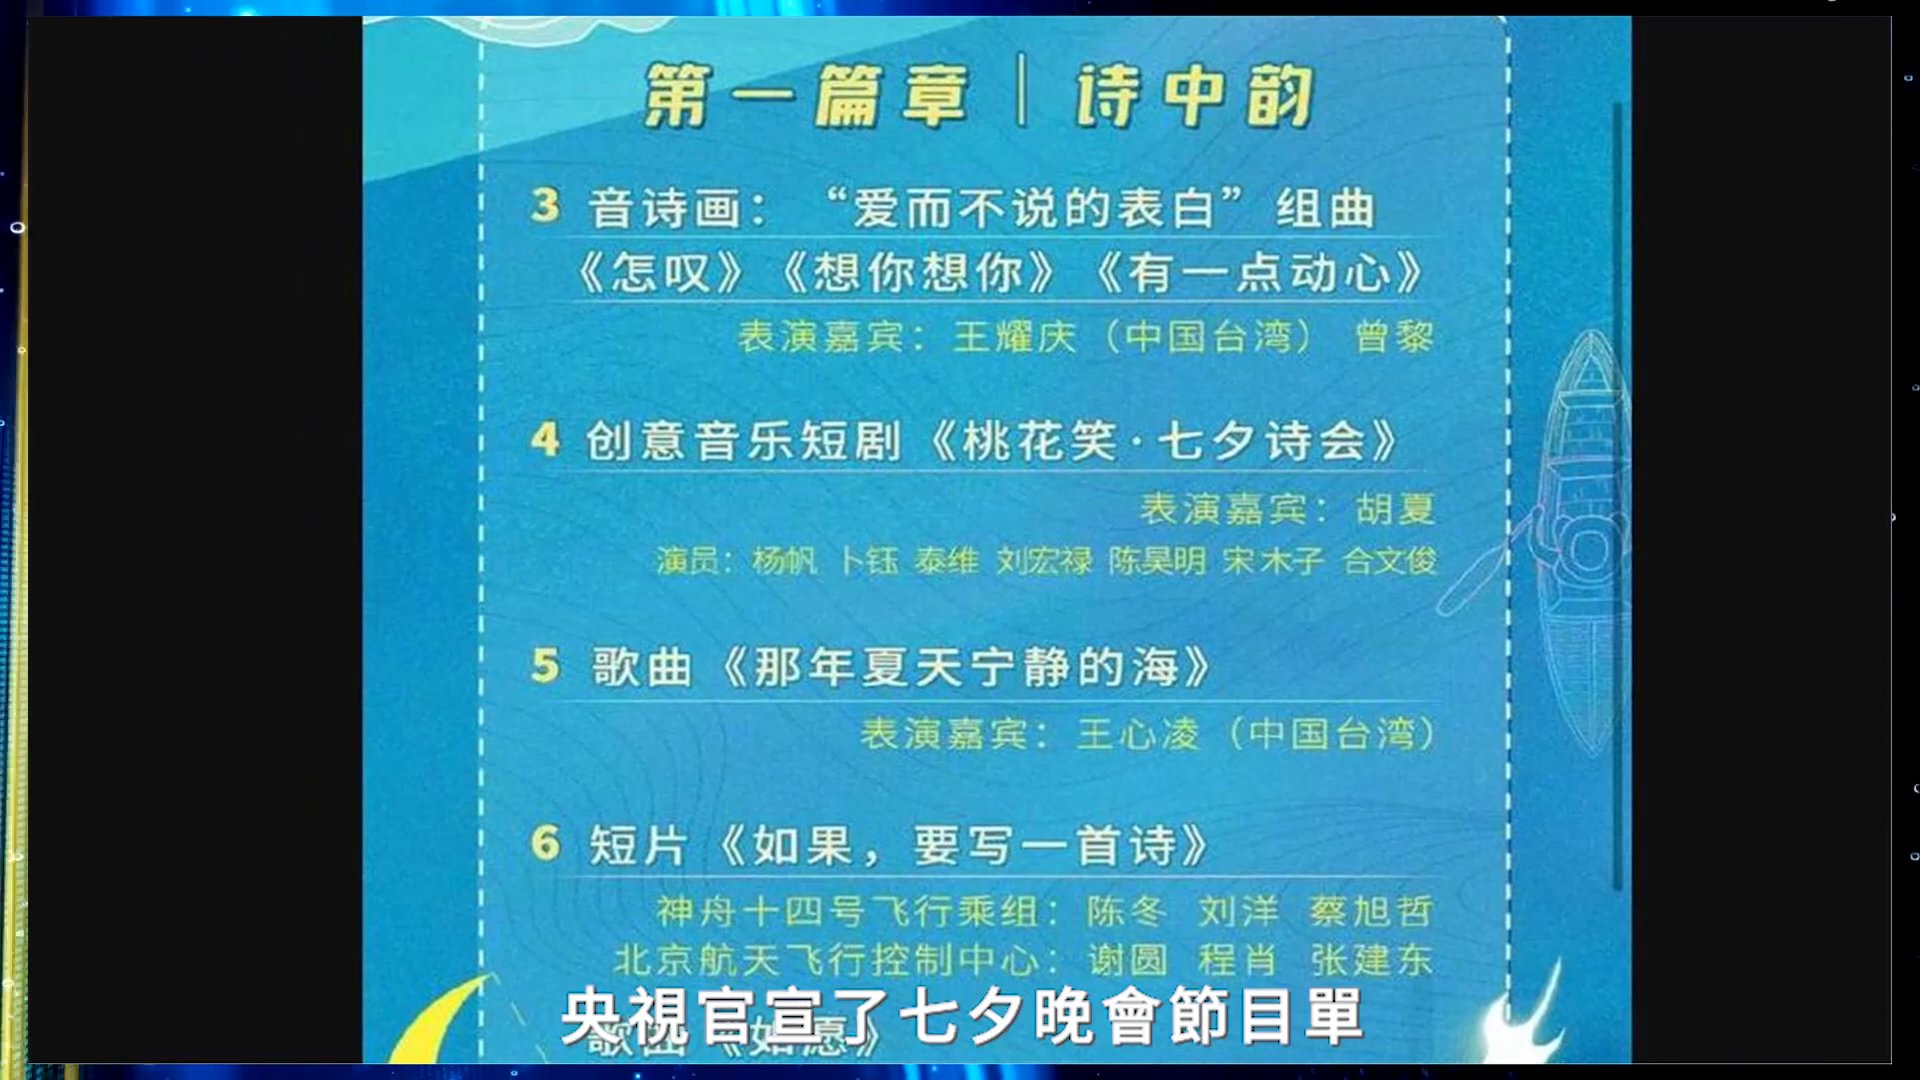 第一篇章｜诗中韵
3 音诗画：“爱而不说的表白”组曲
《怎叹》《想你想你》《有一点动心》
表演嘉宾：王耀庆（中国台湾） 曾黎
4 创意音乐短剧《桃花笑·七夕诗会》
表演嘉宾：胡夏
演员：杨帆 卜钰 泰维 刘宏禄 陈昊明 宋木子 合文俊
5 歌曲《那年夏天宁静的海》
表演嘉宾：王心凌（中国台湾）
6 短片《如果，要写一首诗》
神舟十四号飞行乘组：陈冬 刘洋 蔡旭哲
北京航天飞行控制中心：谢圆 程肖 张建东
歌曲《如愿》
央視官宣了七夕晚會節目單